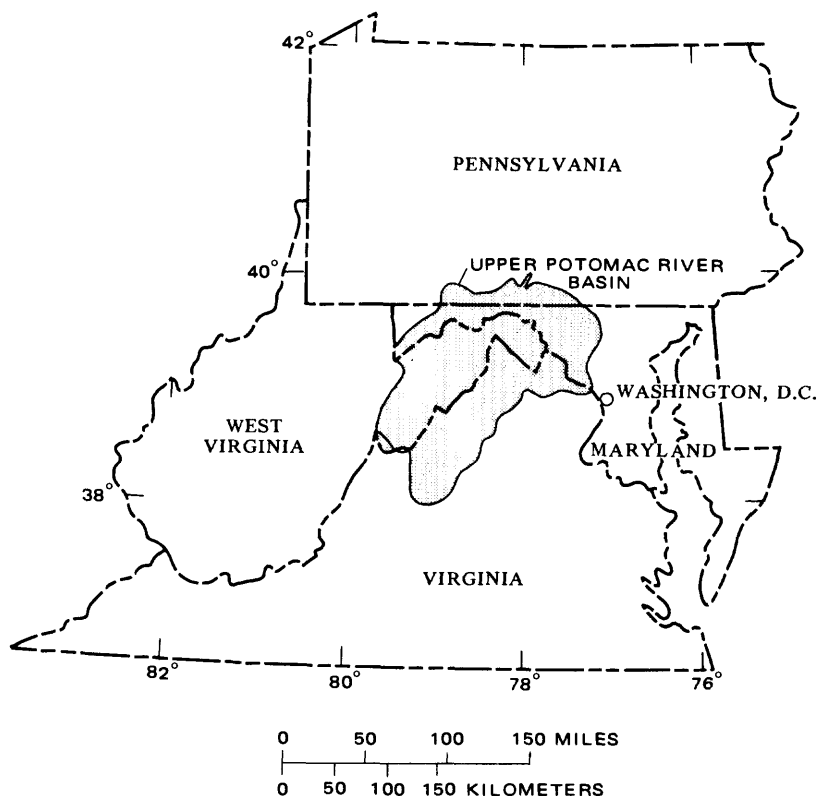 42°
PENNSYLVANIA
40°
UPPER POTOMAC RIVER
BASIN
WASHINGTON, D.C.
WEST
VIRGINIA
MARYLAND
38°
VIRGINIA
82°
80°
78°
76°
0 50 100 150 MILES
0 50 100 150 KILOMETERS